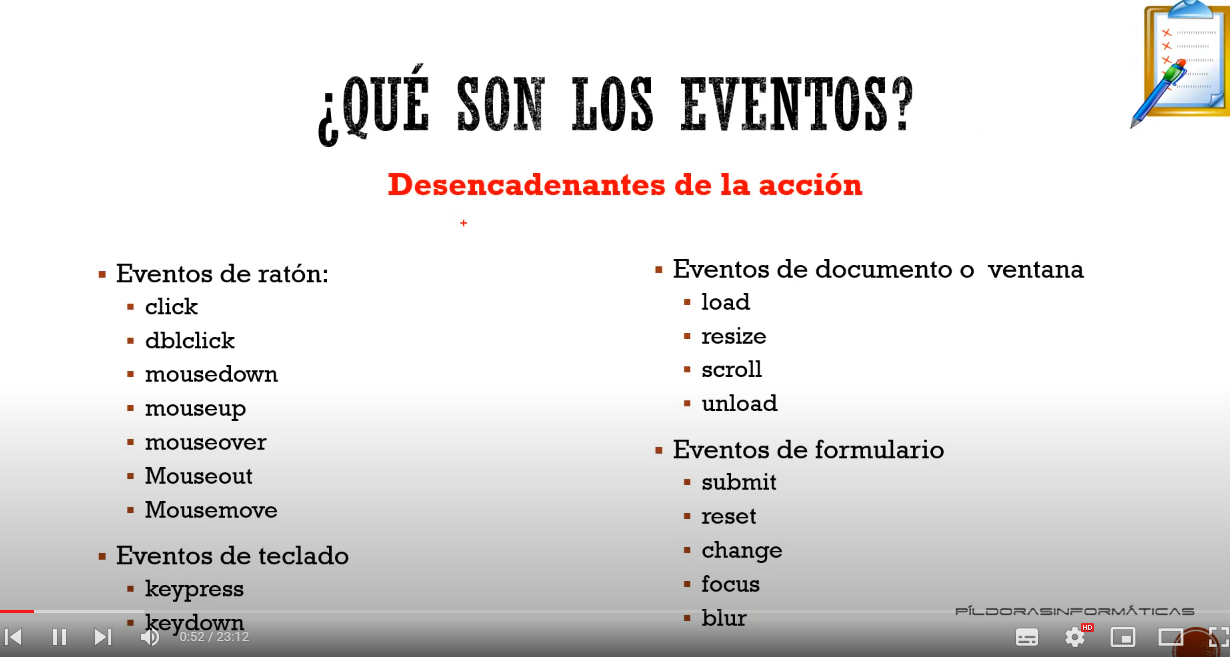 ¿QUÉ SON LOS EVENTOS?
Desencadenantes de la acción
Eventos de ratón:
click
dblclick
mousedown
mouseup
mouseover
Mouseout
Mousemove
Eventos de teclado
keypress
keydown
Eventos de documento o ventana
load
resize
scroll
unload
Eventos de formulario
submit
reset
change
focus
blur
PÍLDORASINFORMÁTICAS
0:52 / 23:12
HD